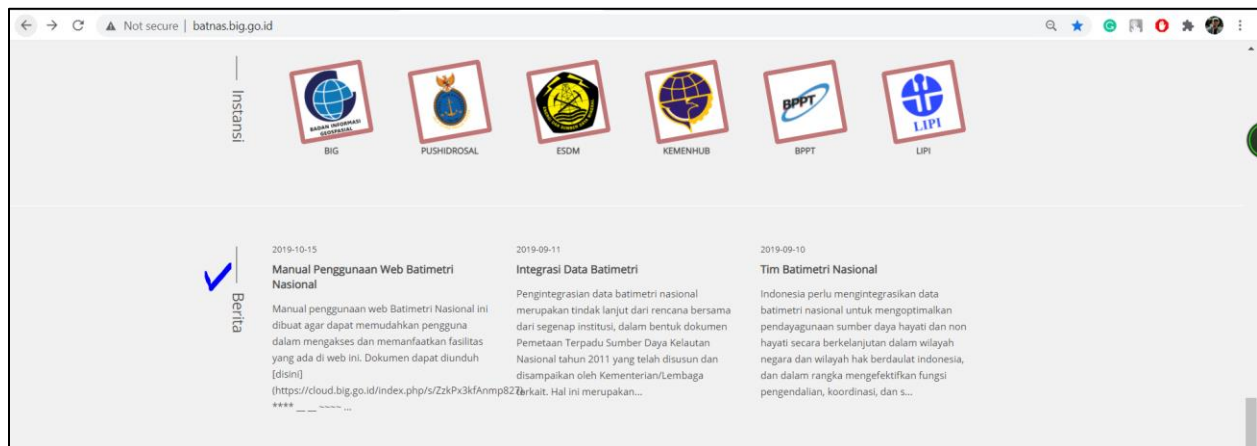 Not secure | batnas.big.go.id
Instansi
BADAN INFORMASI
GEOSPASIAL
BPPT
LIPI
BIG
PUSHIDROSAL
ESDM
KEMENHUB
BPPT
LIPI
Berita
2019-10-15
Manual Penggunaan Web Batimetri
Nasional
Manual penggunaan web Batimetri Nasional ini
dibuat agar dapat memudahkan pengguna
dalam mengakses dan memanfaatkan fasilitas
yang ada di web ini. Dokumen dapat diunduh
[disini]
(https://cloud.big.go.id/index.php/s/ZzkPx3kfAnmp827).
**** __ __ ~~~~ ...
2019-09-11
Integrasi Data Batimetri
Pengintegrasian data batimetri nasional
merupakan tindak lanjut dari rencana bersama
dari segenap institusi, dalam bentuk dokumen
Pemetaan Terpadu Sumber Daya Kelautan
Nasional tahun 2011 yang telah disusun dan
disampaikan oleh Kementerian/Lembaga
terkait. Hal ini merupakan...
2019-09-10
Tim Batimetri Nasional
Indonesia perlu mengintegrasikan data
batimetri nasional untuk mengoptimalkan
pendayagunaan sumber daya hayati dan non
hayati secara berkelanjutan dalam wilayah
negara dan wilayah hak berdaulat indonesia,
dan dalam rangka mengefektifkan fungsi
pengendalian, koordinasi, dan s...